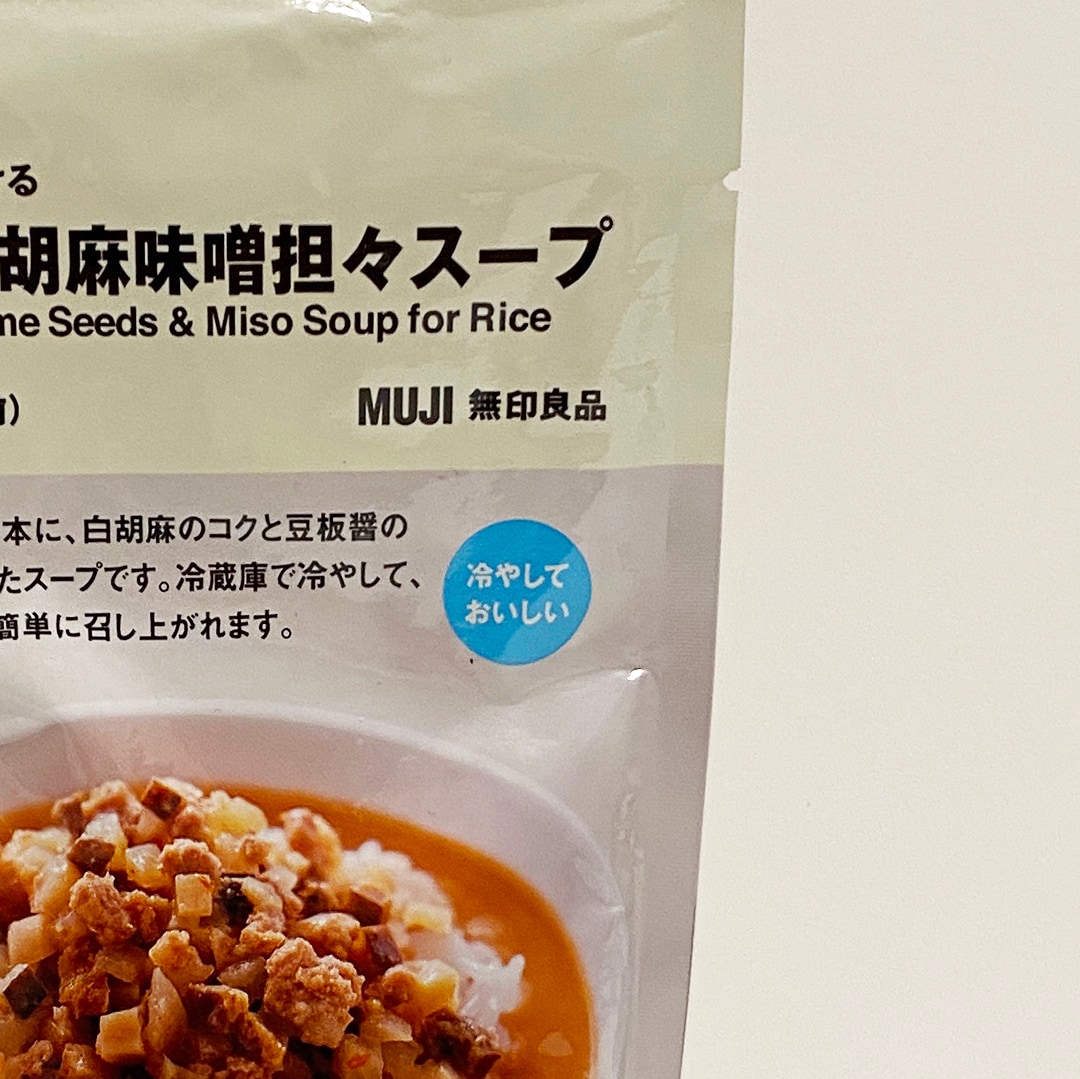 ける
胡麻味噌担々スープ
me Seeds & Miso Soup for Rice
)
MUJI 無印良品
本に、白胡麻のコクと豆板醤の
たスープです。冷蔵庫で冷やして、
簡単に召し上がれます。
冷やして
おいしい